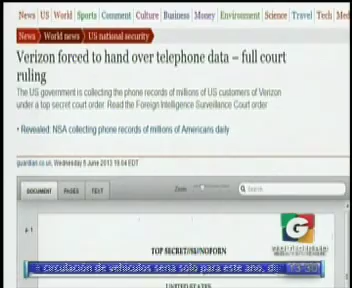 News US World Sports Comment Culture Business Money Environment Science Travel Tech Med
News World news US national security
Verizon forced to hand over telephone data – full court
ruling
The US government is collecting the phone records of millions of US customers of Verizon
under a top secret court order. Read the Foreign Intelligence Surveillance Court order
• Revealed: NSA collecting phone records of millions of Americans daily
guardian.co.uk, Wednesday 5 June 2013 19.04 EDT
DOCUMENT PAGES TEXT Zoom Search
p. 1
G
TOP SECRET//SI//NOFORN
circulación de vehículos sería solo para este año, d
13:30
UNITED STATES